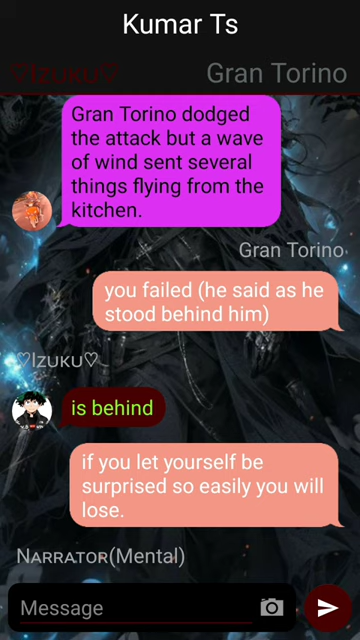 Kumar Ts
♡Izuku♡
Gran Torino
Gran Torino dodged
the attack but a wave
of wind sent several
things flying from the
kitchen.
Gran Torino
you failed (he said as he
stood behind him)
♡Izuku♡
is behind
if you let yourself be
surprised so easily you will
lose.
Narrator(Mental)
Message